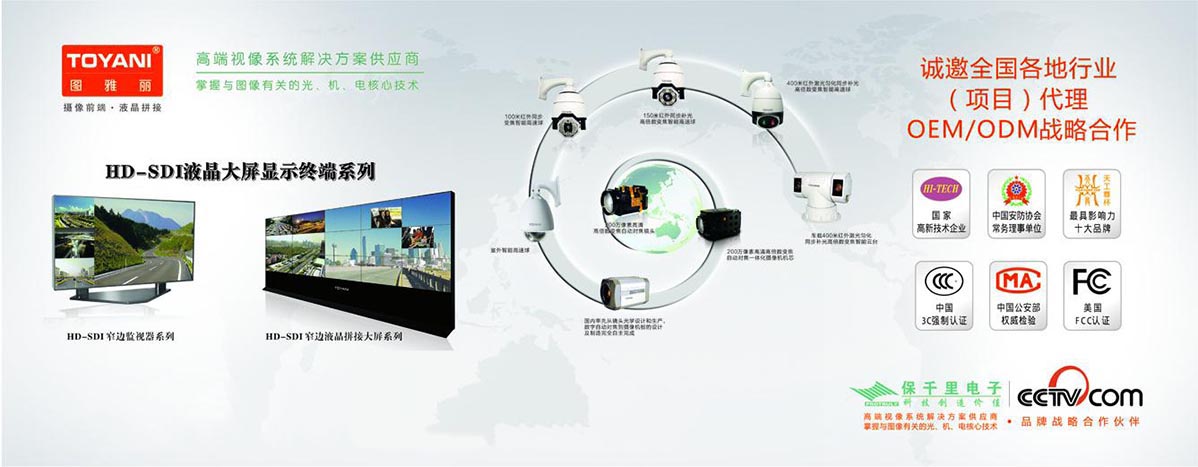 TOYANI®
图雅丽
摄像前端·液晶拼接
高端视像系统解决方案供应商
掌握与图像有关的光、机、电核心技术
HD-SDI液晶大屏显示终端系列
HD-SDI 窄边监视器系列
TOYANI
HD-SDI 窄边液晶拼接大屏系列
100米红外同步
变焦智能高速球
150米红外同步补光
高倍数变焦智能高速球
400米红外激光匀化同步补光
高倍数变焦智能高速球
室外智能高速球
200万像素高清
高倍数变焦自动对焦镜头
200万像素高清高倍数变焦
自动对焦一体化摄像机机芯
车载400米红外激光匀化
同步补光高倍数变焦智能云台
国内率先从镜头光学设计和生产，
数字自动对焦到摄像机板的设计
及制造完全自主完成
诚邀全国各地行业
（项目）代理
OEM/ODM战略合作
HI-TECH
国家
高新技术企业
中国安防协会
常务理事单位
天工尊杯
最具影响力
十大品牌
CCC
中国
3C强制认证
MA
中国公安部
权威检验
FC
美国
FCC认证
PROTRULY
保千里电子
科技创造价值
高端视像系统解决方案供应商
掌握与图像有关的光、机、电核心技术
CCTV.com
·品牌战略合作伙伴